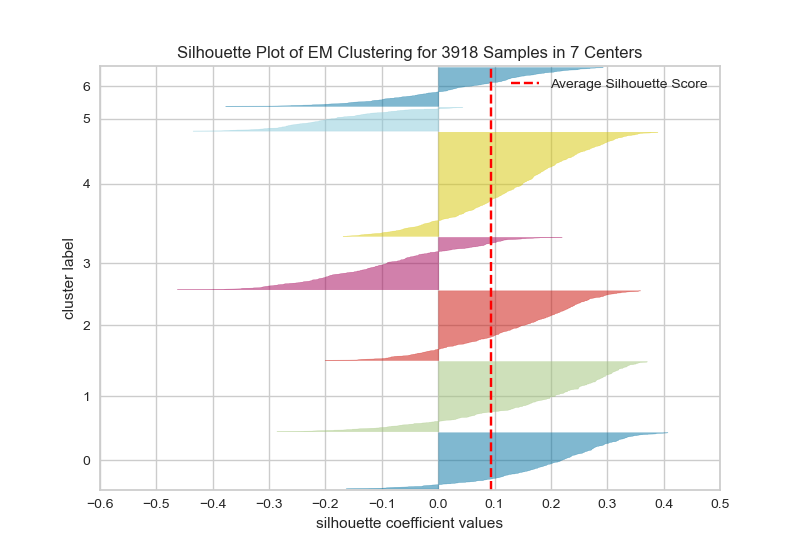 Silhouette Plot of EM Clustering for 3918 Samples in 7 Centers
Average Silhouette Score
6
5
4
3
2
1
0
cluster label
−0.6 −0.5 −0.4 −0.3 −0.2 −0.1 0.0 0.1 0.2 0.3 0.4 0.5
silhouette coefficient values